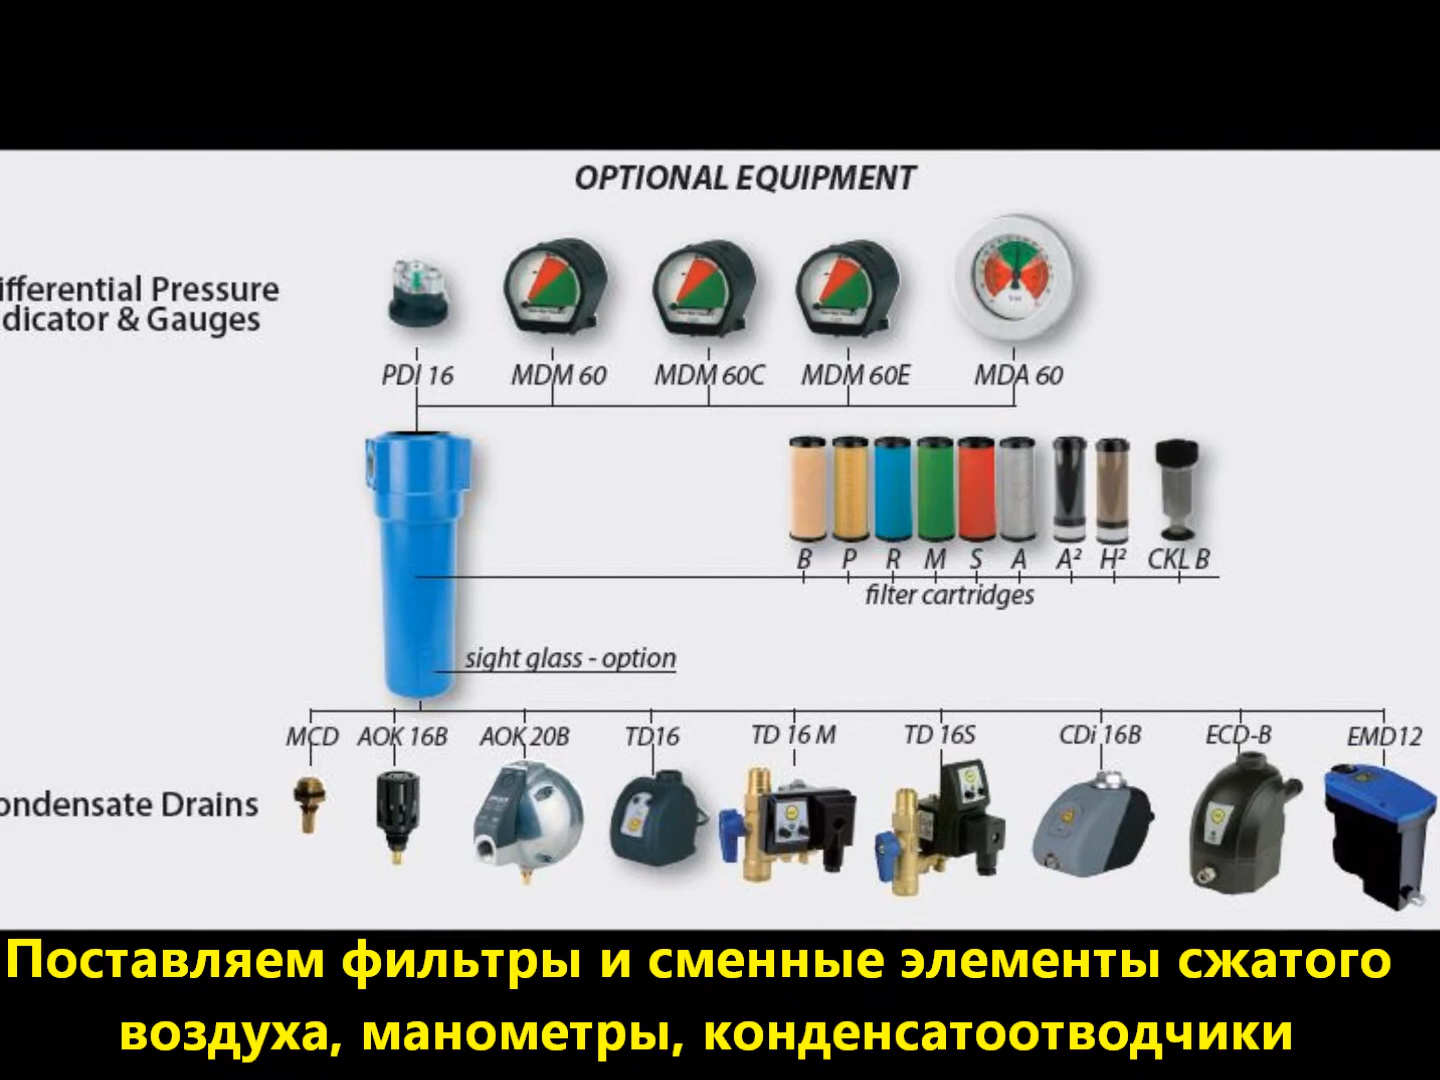 OPTIONAL EQUIPMENT
ifferential Pressure
dicator & Gauges
PDI 16 MDM 60 MDM 60C MDM 60E MDA 60
B P R M S A A² H² CKL B
filter cartridges
sight glass - option
MCD AOK 16B AOK 20B TD16 TD 16 M TD 16S CDi 16B ECD-B EMD12
ondensate Drains
Поставляем фильтры и сменные элементы сжатого
воздуха, манометры, конденсатоотводчики